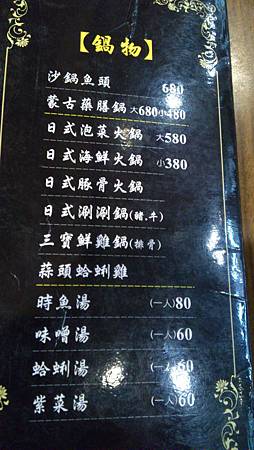 【鍋物】
沙鍋魚頭 680
蒙古藥膳鍋 大680小480
日式泡菜火鍋 大580
日式海鮮火鍋 小380
日式豚骨火鍋
日式涮涮鍋(豬.牛)
三寶鮮雞鍋(排骨)
蒜頭蛤蜊雞
時魚湯 (一人)80
味噌湯 (一人)60
蛤蜊湯 (一人)60
紫菜湯 (一人)60